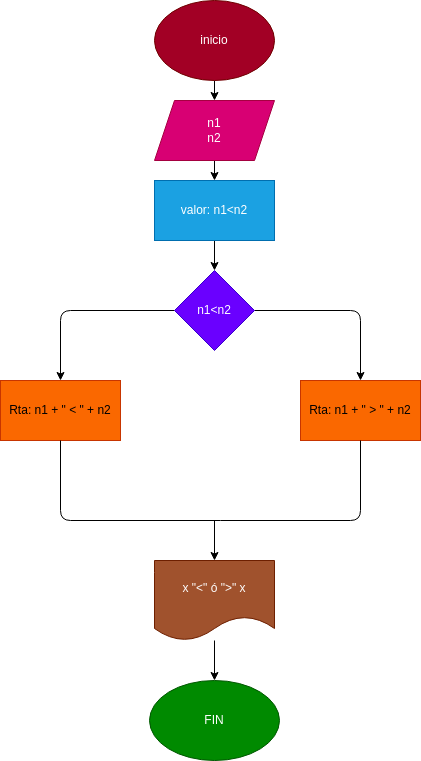 inicio
n1
n2
valor: n1<n2
n1<n2
Rta: n1 + " < " + n2
Rta: n1 + " > " + n2
x "<" ó ">" x
FIN